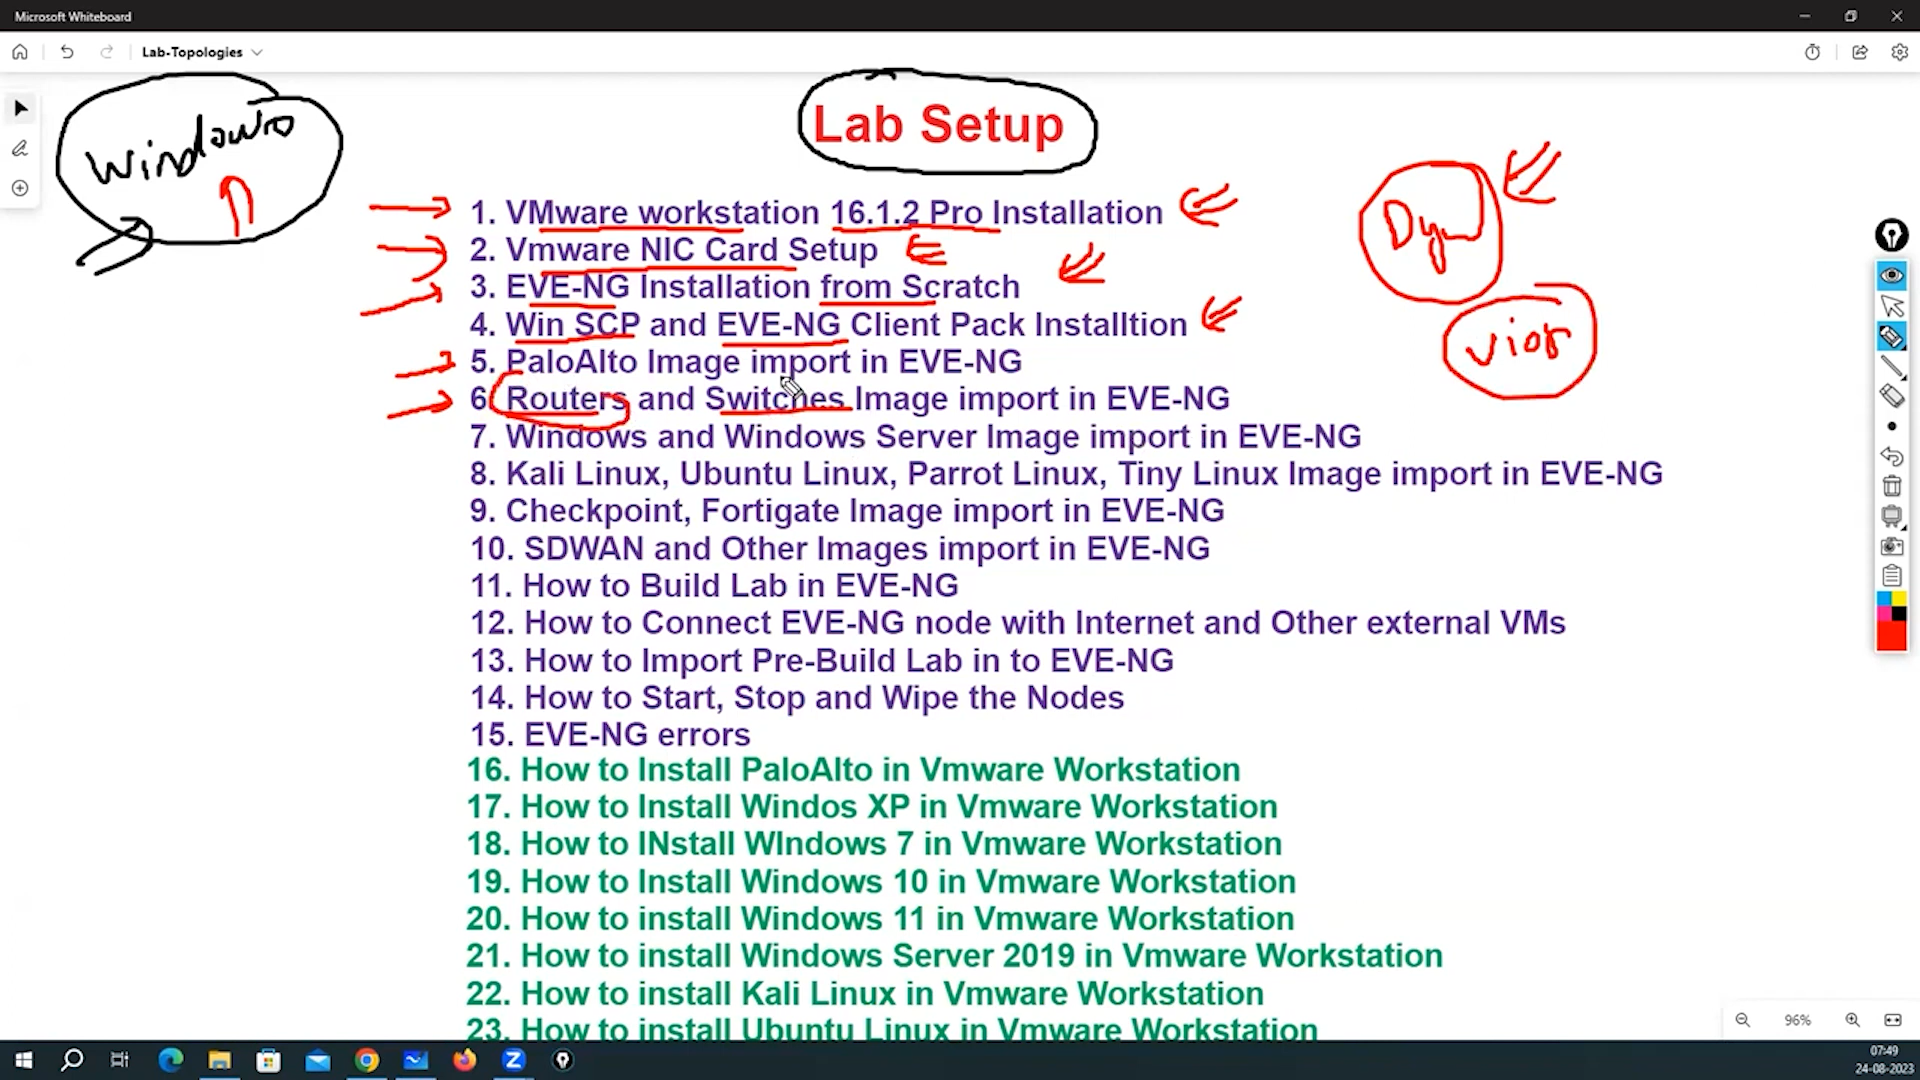 Microsoft Whiteboard
Lab-Topologies
Windows
Lab Setup
1. VMware workstation 16.1.2 Pro Installation
2. Vmware NIC Card Setup
3. EVE-NG Installation from Scratch
4. Win SCP and EVE-NG Client Pack Installtion
5. PaloAlto Image import in EVE-NG
6. Routers and Switches Image import in EVE-NG
7. Windows and Windows Server Image import in EVE-NG
8. Kali Linux, Ubuntu Linux, Parrot Linux, Tiny Linux Image import in EVE-NG
9. Checkpoint, Fortigate Image import in EVE-NG
10. SDWAN and Other Images import in EVE-NG
11. How to Build Lab in EVE-NG
12. How to Connect EVE-NG node with Internet and Other external VMs
13. How to Import Pre-Build Lab in to EVE-NG
14. How to Start, Stop and Wipe the Nodes
15. EVE-NG errors
16. How to Install PaloAlto in Vmware Workstation
17. How to Install Windos XP in Vmware Workstation
18. How to INstall WIndows 7 in Vmware Workstation
19. How to Install Windows 10 in Vmware Workstation
20. How to install Windows 11 in Vmware Workstation
21. How to install Windows Server 2019 in Vmware Workstation
22. How to install Kali Linux in Vmware Workstation
23. How to install Ubuntu Linux in Vmware Workstation
96%
07:49
24-08-2023